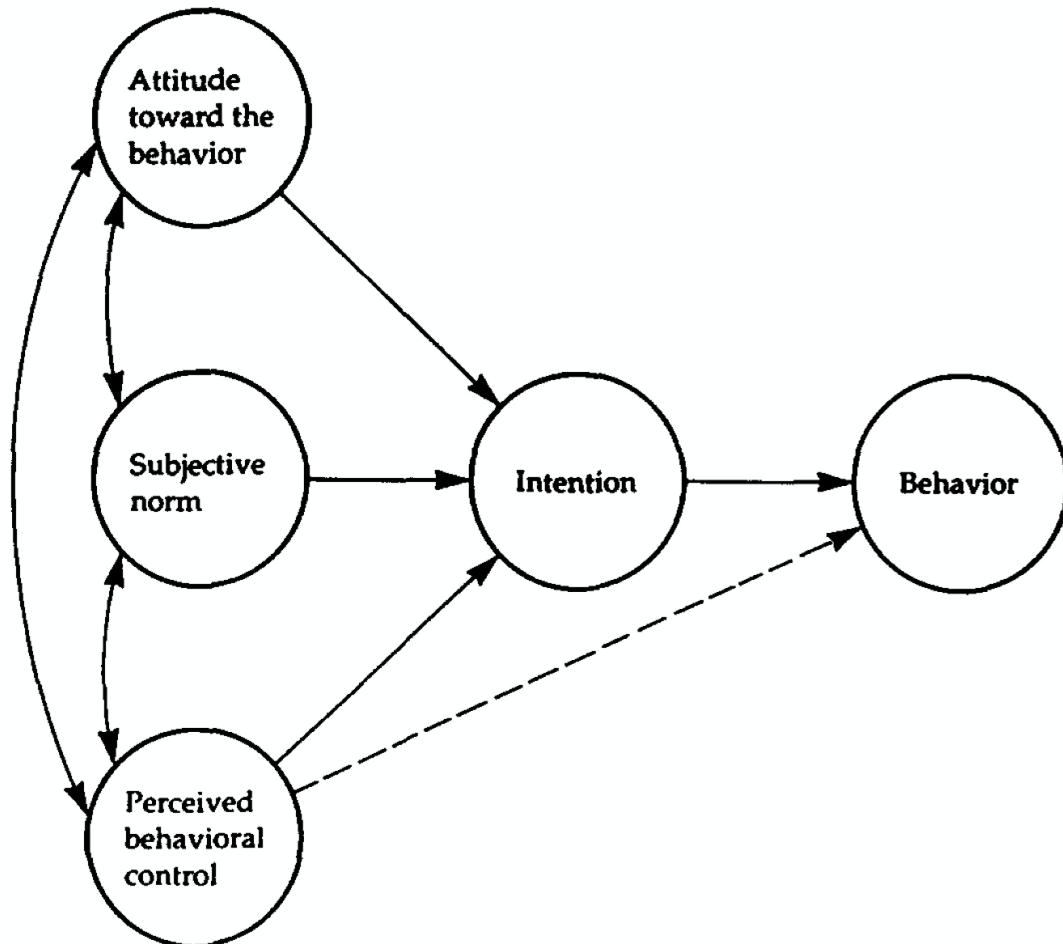 Attitude
toward the
behavior
Subjective
norm
Intention
Behavior
Perceived
behavioral
control